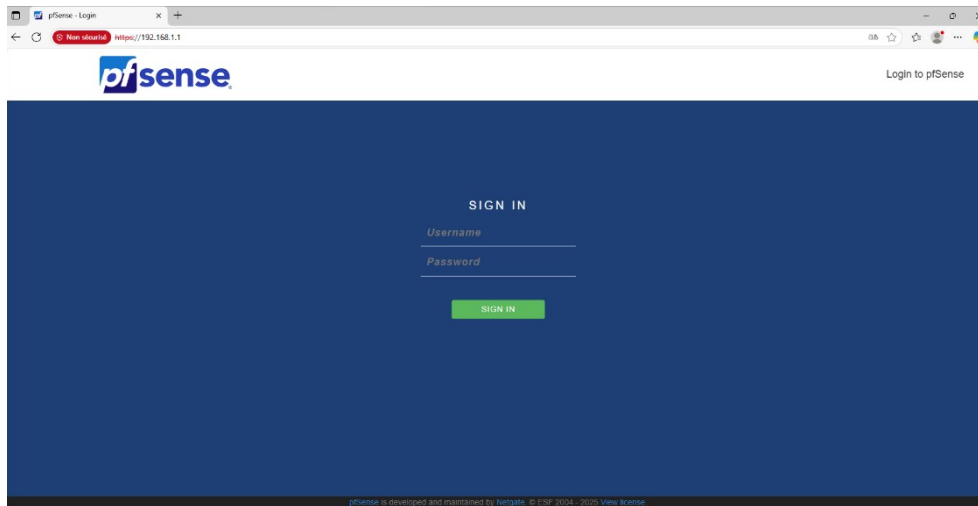 pfSense - Login
Non sécurisé https://192.168.1.1
pfsense
Login to pfSense
SIGN IN
Username
Password
SIGN IN
pfSense is developed and maintained by Netgate. © ESF 2004 - 2025 View license.